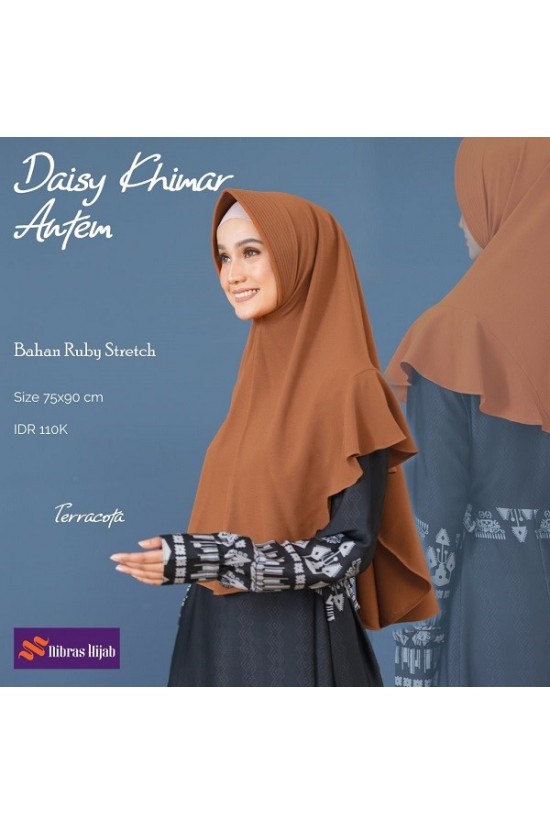 Daisy Khimar
Antem
Bahan Ruby Stretch
Size 75x90 cm
IDR 110K
Terracota
Nibras Hijab